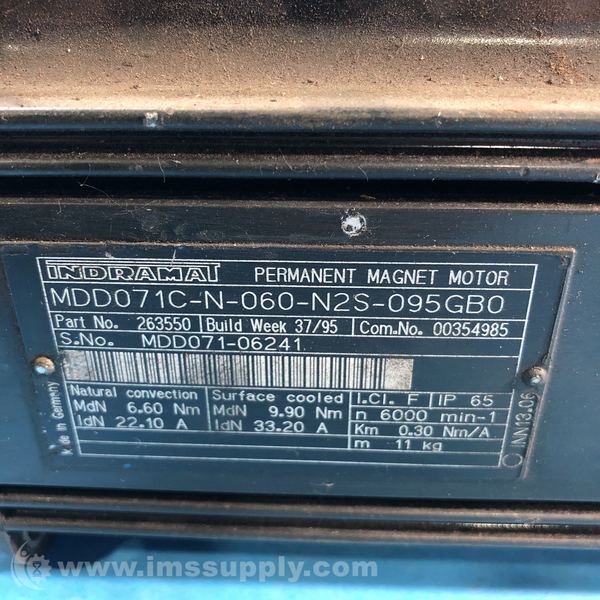 INDRAMAT PERMANENT MAGNET MOTOR
MDD071C-N-060-N2S-095GB0
Part No. 263550 Build Week 37/95 Com.No. 00354985
S.No. MDD071-06241
Natural convection Surface cooled I.Cl. F IP 65
MdN 6.60 Nm MdN 9.90 Nm n 6000 min-1
IdN 22.10 A IdN 33.20 A Km 0.30 Nm/A
m 11 kg
Made in Germany
INN13.06
www.imssupply.com